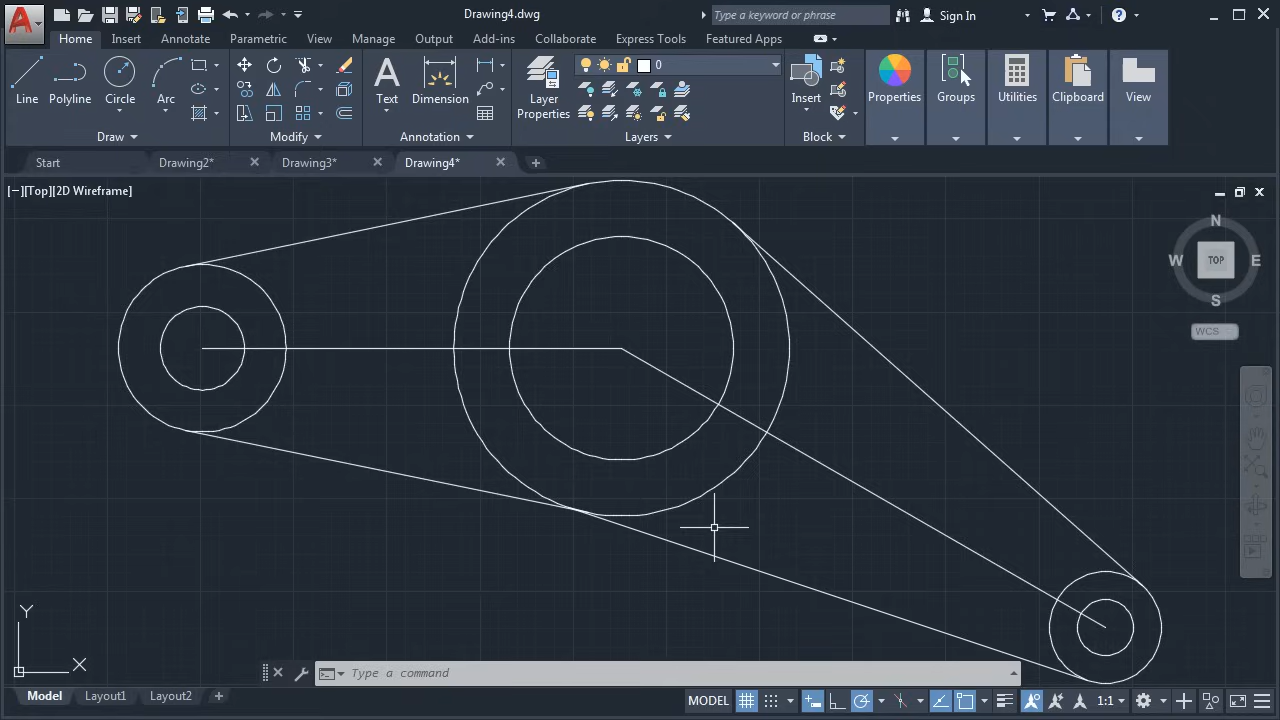 Drawing4.dwg
Type a keyword or phrase
Sign In
Home Insert Annotate Parametric View Manage Output Add-ins Collaborate Express Tools Featured Apps
0
Line Polyline Circle Arc
Text Dimension
Layer
Properties
Insert
Properties Groups Utilities Clipboard View
Draw Modify Annotation Layers Block
Start Drawing2* Drawing3* Drawing4*
[−][Top][2D Wireframe]
N
W TOP E
S
WCS
Y
X
Type a command
Model Layout1 Layout2
MODEL 1:1